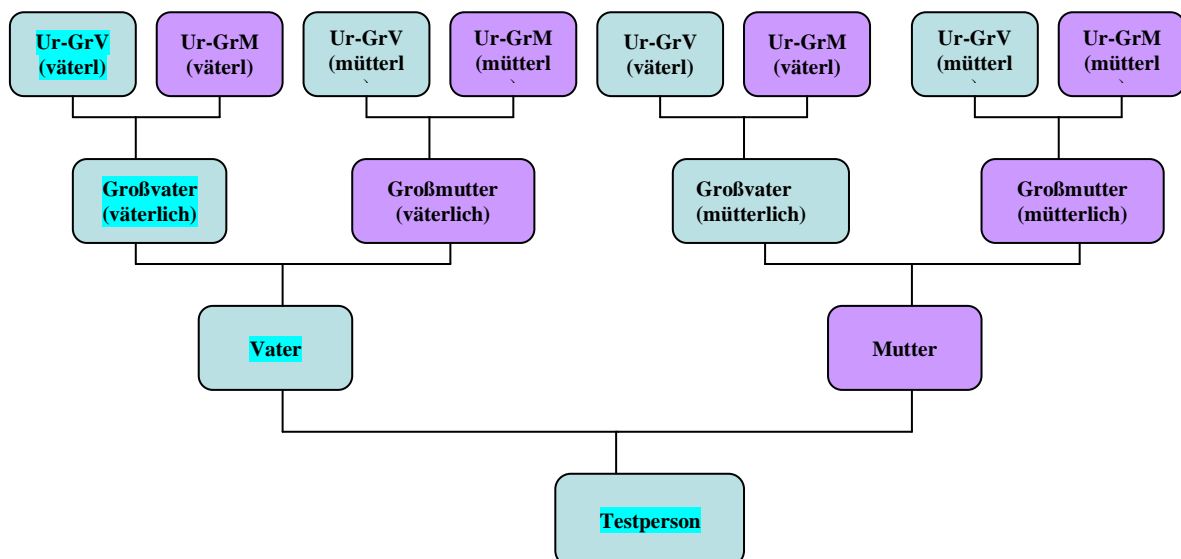 Ur-GrV
(väterl)
Ur-GrM
(väterl)
Ur-GrV
(mütterl
Ur-GrM
(mütterl
Ur-GrV
(väterl)
Ur-GrM
(väterl)
Ur-GrV
(mütterl
Ur-GrM
(mütterl
Großvater
(väterlich)
Großmutter
(väterlich)
Großvater
(mütterlich)
Großmutter
(mütterlich)
Vater
Mutter
Testperson